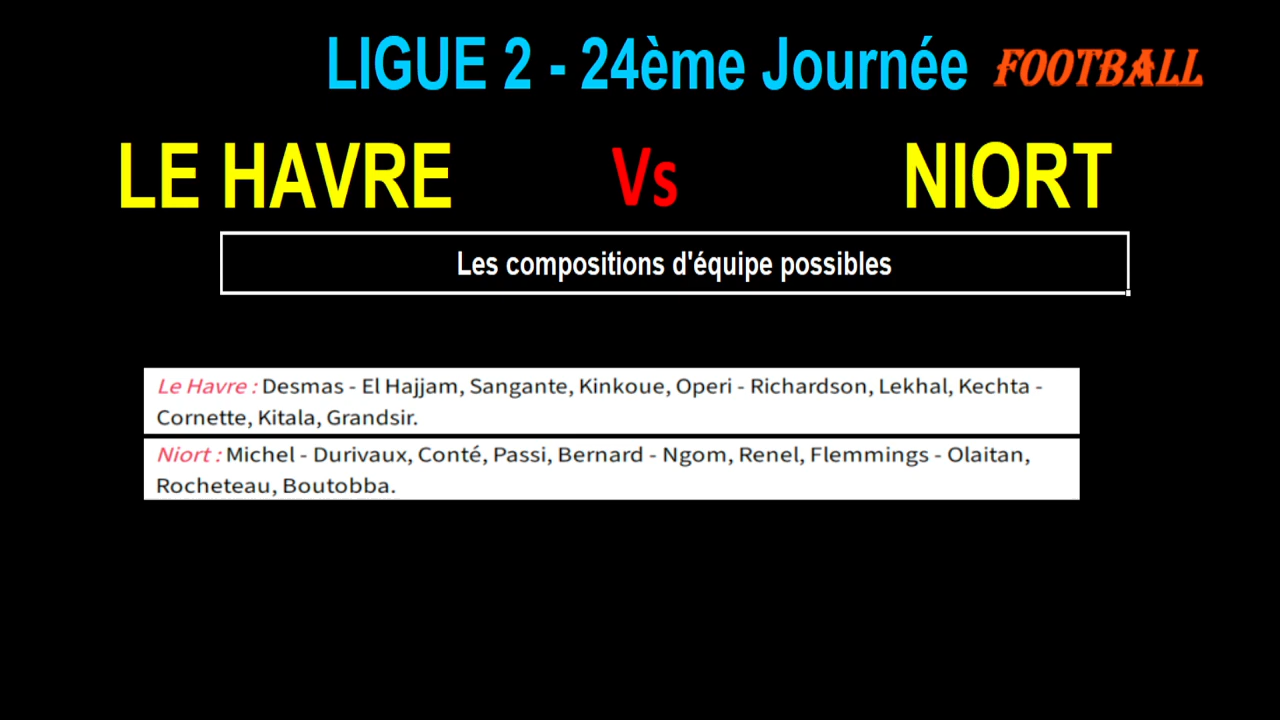 LIGUE 2 - 24ème Journée FOOTBALL
LE HAVRE Vs NIORT
Les compositions d'équipe possibles
Le Havre : Desmas - El Hajjam, Sangante, Kinkoue, Operi - Richardson, Lekhal, Kechta -
Cornette, Kitala, Grandsir.
Niort : Michel - Durivaux, Conté, Passi, Bernard - Ngom, Renel, Flemmings - Olaitan,
Rocheteau, Boutobba.